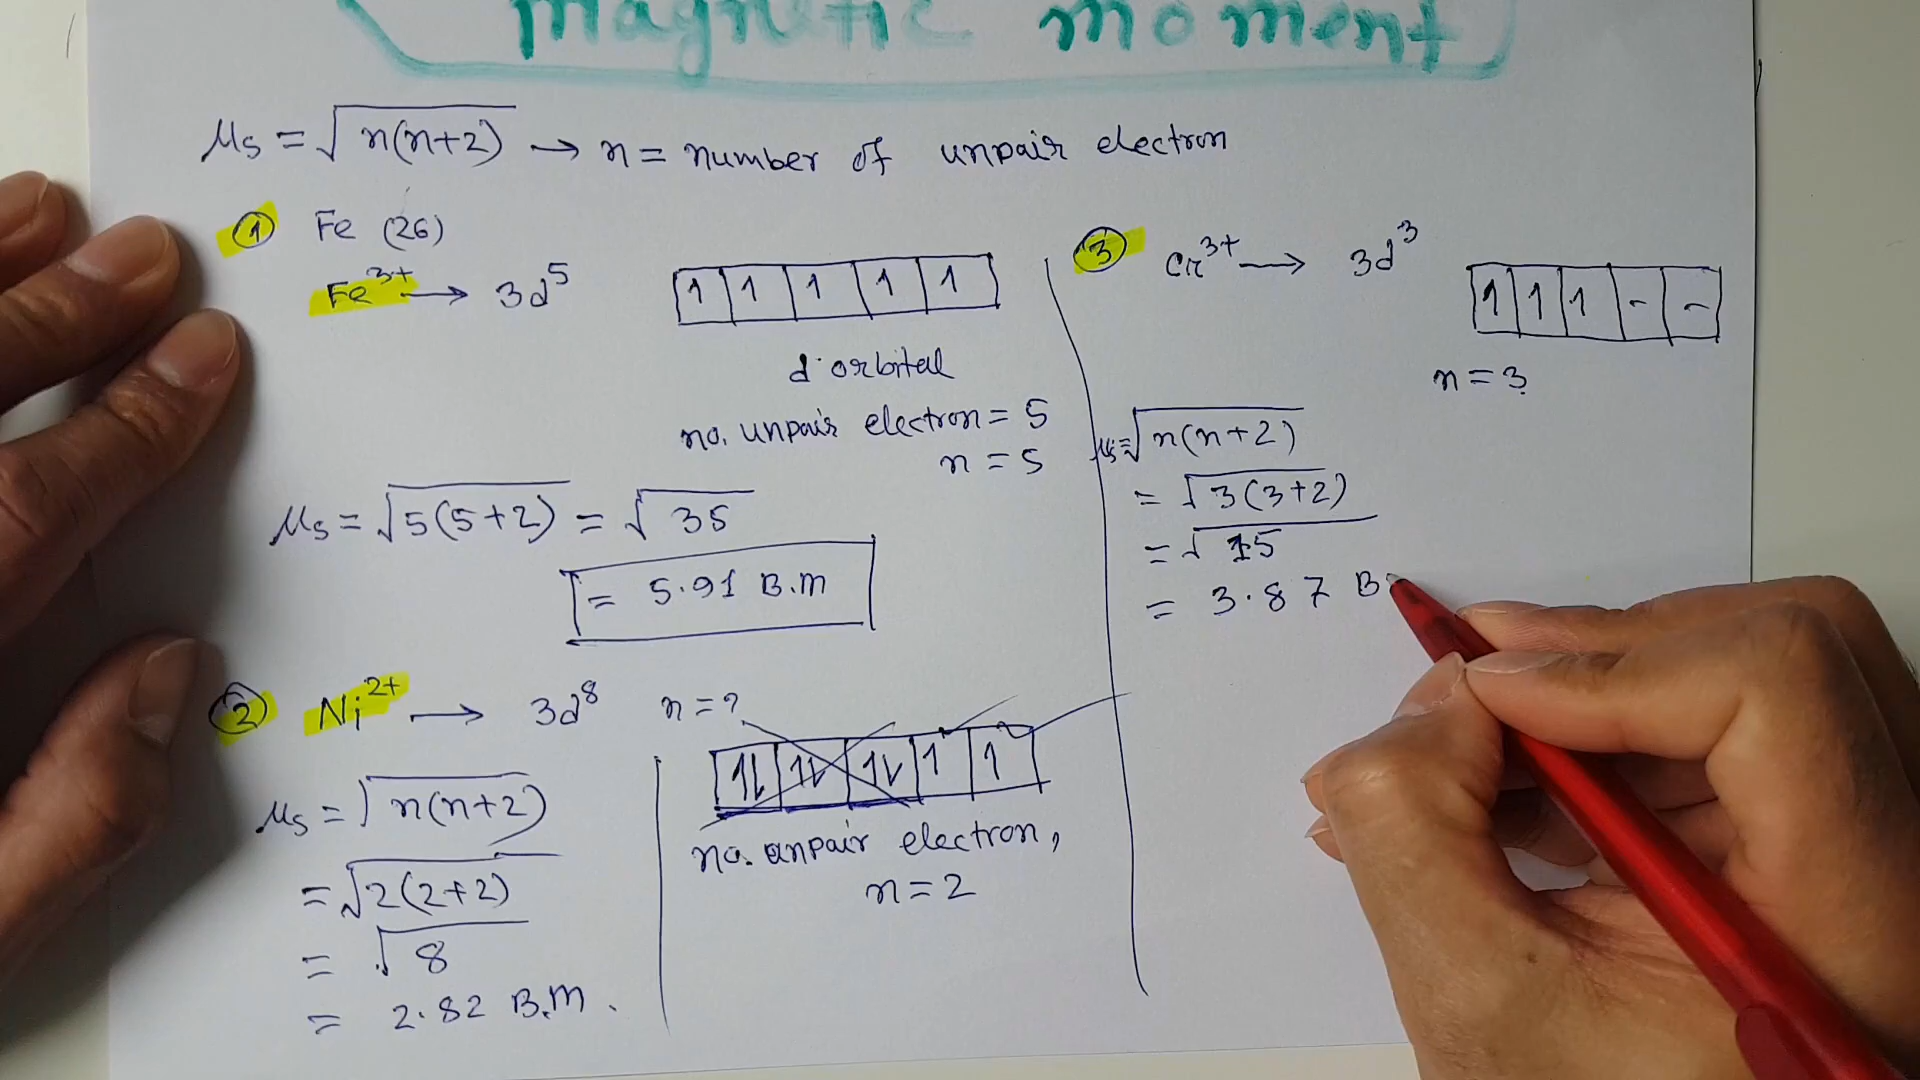 magnetic moment
μs = √n(n+2) → n = number of unpair electron
① Fe (26)
Fe³⁺ → 3d⁵
1 1 1 1 1
d orbital
no. unpair electron = 5
n = 5
μs = √5(5+2) = √35
= 5.91 B.M
② Ni²⁺ → 3d⁸ n = ?
μs = √n(n+2)
= √2(2+2)
= √8
= 2.82 B.M.
1l 1l 1l 1 1
no. unpair electron,
n = 2
③ Cr³⁺ → 3d³
1 1 1 - -
n = 3
μs = √n(n+2)
= √3(3+2)
= √15
= 3.87 B